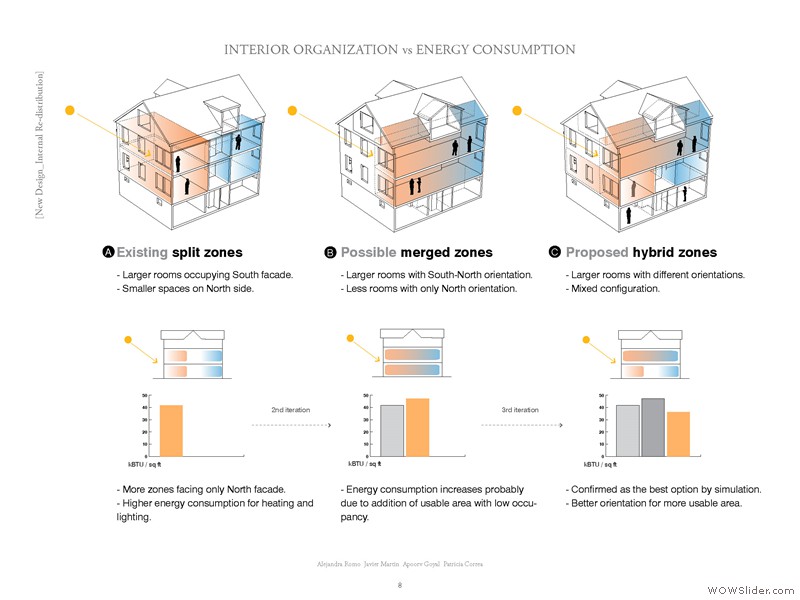 INTERIOR ORGANIZATION vs ENERGY CONSUMPTION
[New Design_Internal Re-distribution]
A Existing split zones
- Larger rooms occupying South facade.
- Smaller spaces on North side.
B Possible merged zones
- Larger rooms with South-North orientation.
- Less rooms with only North orientation.
C Proposed hybrid zones
- Larger rooms with different orientations.
- Mixed configuration.
50
40
30
20
10
0
kBTU / sq ft
2nd iteration
50
40
30
20
10
0
kBTU / sq ft
3rd iteration
50
40
30
20
10
0
kBTU / sq ft
- More zones facing only North facade.
- Higher energy consumption for heating and
lighting.
- Energy consumption increases probably
due to addition of usable area with low occu-
pancy.
- Confirmed as the best option by simulation.
- Better orientation for more usable area.
Alejandra Romo Javier Martin Apoorv Goyal Patricia Correa
8
WOWSlider.com